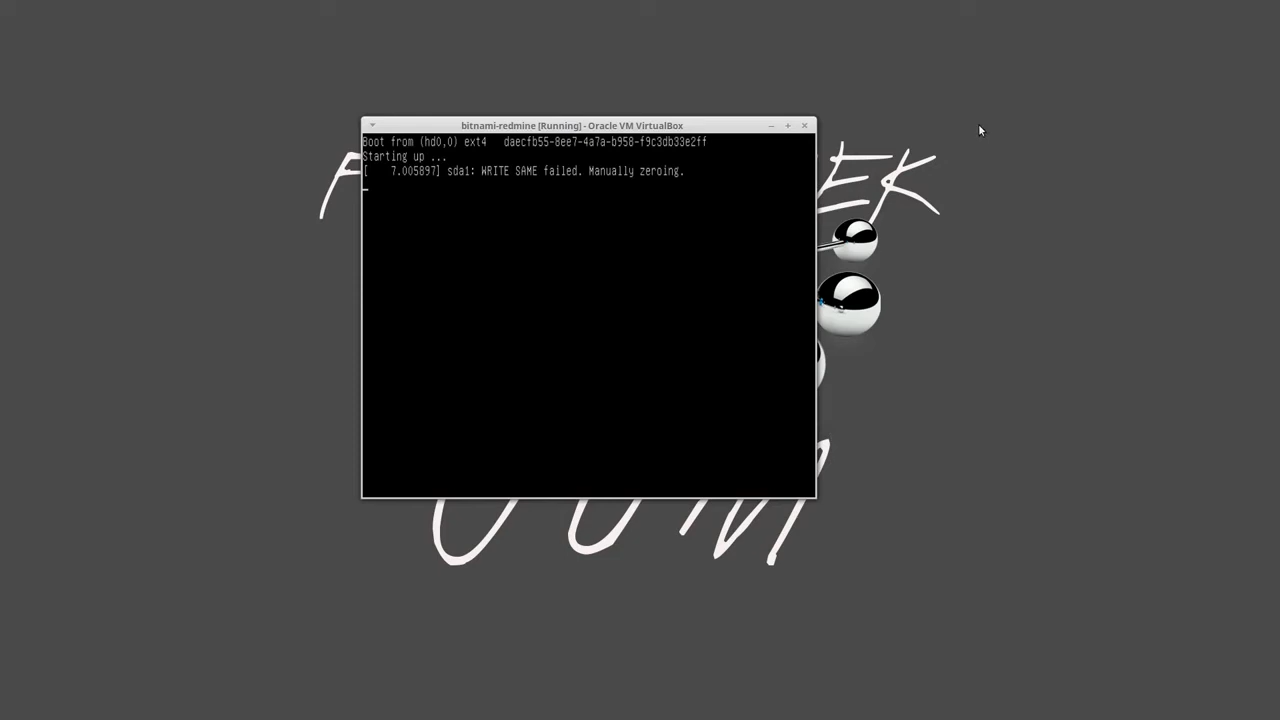 bitnami-redmine [Running] - Oracle VM VirtualBox
Boot from (hd0,0) ext4 daecfb55-8ee7-4a7a-b958-f9c3db33e2ff
Starting up ...
[ 7.005897] sda1: WRITE SAME failed. Manually zeroing.